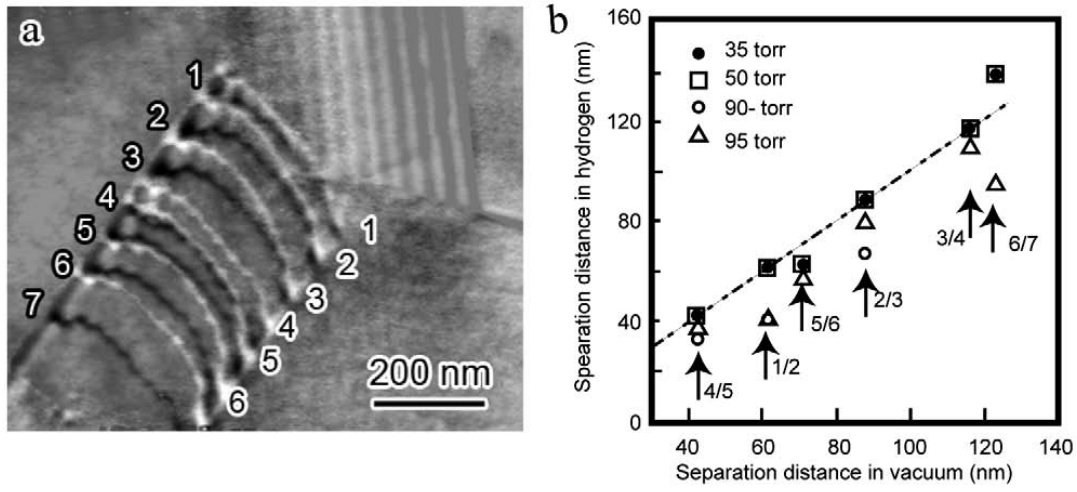 a
1
2
3
4
5
6
7
1
2
3
4
5
6
200 nm
b
Spearation distance in hydrogen (nm)
160
120
80
40
0
35 torr
50 torr
90- torr
95 torr
3/4
6/7
2/3
5/6
1/2
4/5
40 60 80 100 120 140
Separation distance in vacuum (nm)